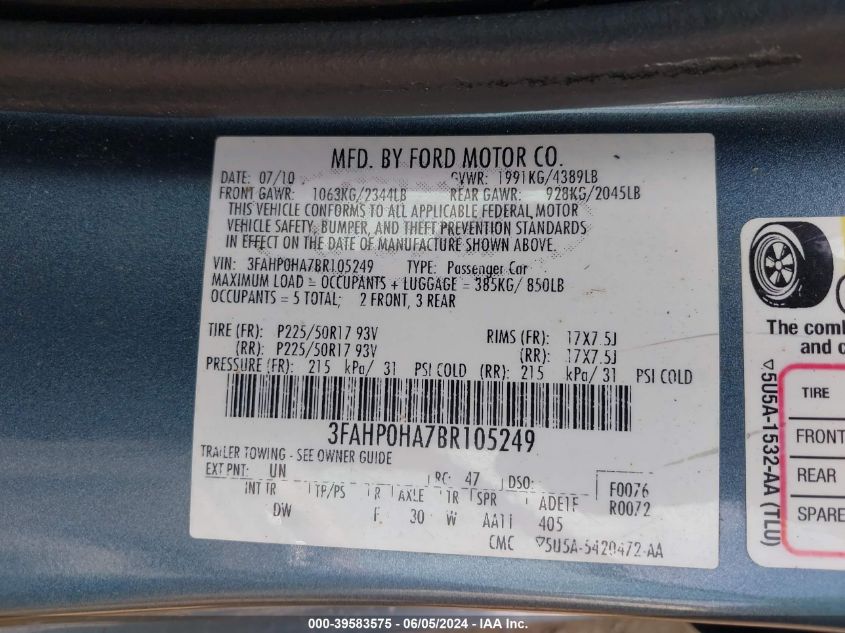 MFD. BY FORD MOTOR CO.
DATE: 07/10 GVWR: 1991KG/4389LB
FRONT GAWR: 1063KG/2344LB REAR GAWR: 928KG/2045LB
THIS VEHICLE CONFORMS TO ALL APPLICABLE FEDERAL MOTOR
VEHICLE SAFETY, BUMPER, AND THEFT PREVENTION STANDARDS
IN EFFECT ON THE DATE OF MANUFACTURE SHOWN ABOVE.
VIN: 3FAHP0HA7BR105249 TYPE: Passenger Car
MAXIMUM LOAD = OCCUPANTS + LUGGAGE = 385KG/ 850LB
OCCUPANTS = 5 TOTAL; 2 FRONT, 3 REAR
TIRE (FR): P225/50R17 93V RIMS (FR): 17X7.5J
(RR): P225/50R17 93V (RR): 17X7.5J
PRESSURE (FR): 215 kPa/ 31 PSI COLD (RR): 215 kPa/ 31 PSI COLD
3FAHP0HA7BR105249
TRAILER TOWING - SEE OWNER GUIDE
EXT PNT: UN RC: 47 DSO: F0076
INT TR TP/PS R AXLE TR SPR ADE1F R0072
DW F 30 W AA11 405
CMC ▽5U5A-5420472-AA
The comb
and c
▽5U5A-1532-AA (TLU)
TIRE
FRONT
REAR
SPARE
000-39583575 - 06/05/2024 - IAA Inc.